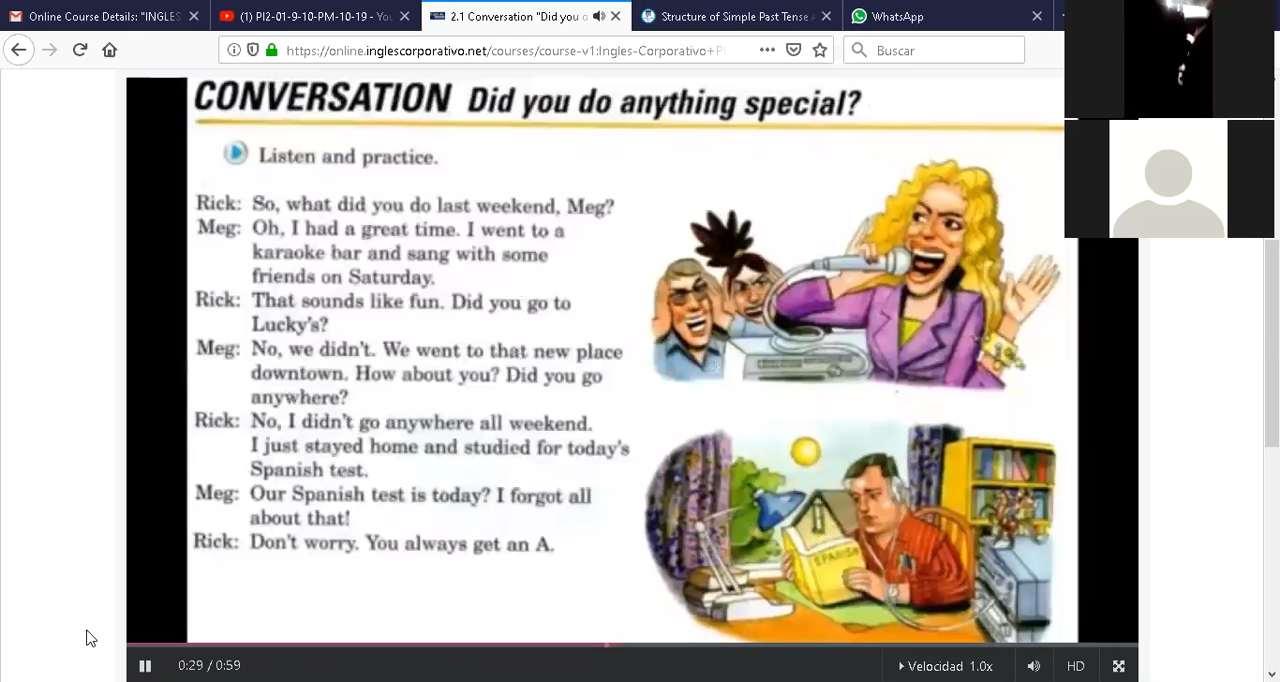 Online Course Details: "INGLES
(1) PI2-01-9-10-PM-10-19 - You
2.1 Conversation "Did you
Structure of Simple Past Tense
WhatsApp
https://online.inglescorporativo.net/courses/course-v1:Ingles-Corporativo+P
Buscar
CONVERSATION Did you do anything special?
Listen and practice.
Rick: So, what did you do last weekend, Meg?
Meg: Oh, I had a great time. I went to a
karaoke bar and sang with some
friends on Saturday.
Rick: That sounds like fun. Did you go to
Lucky's?
Meg: No, we didn't. We went to that new place
downtown. How about you? Did you go
anywhere?
Rick: No, I didn't go anywhere all weekend.
I just stayed home and studied for today's
Spanish test.
Meg: Our Spanish test is today? I forgot all
about that!
Rick: Don't worry. You always get an A.
SPANISH
0:29 / 0:59
Velocidad 1.0x
HD